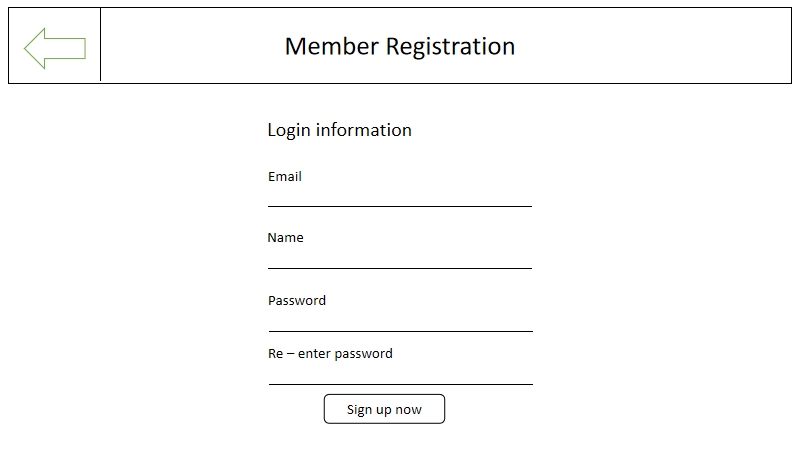 Member Registration
Login information
Email
Name
Password
Re – enter password
Sign up now